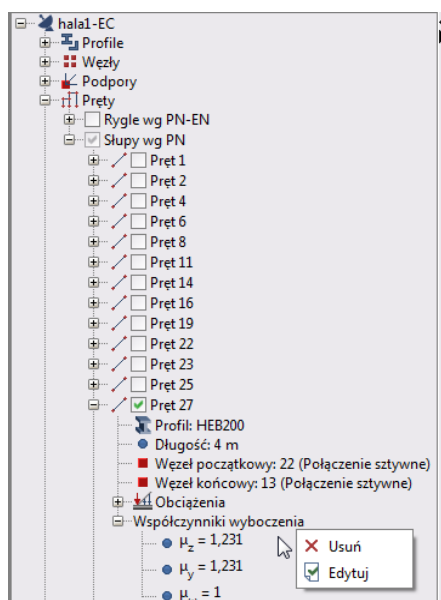 hala1-EC
Profile
Węzły
Podpory
Pręty
Rygle wg PN-EN
Słupy wg PN
Pręt 1
Pręt 2
Pręt 4
Pręt 6
Pręt 8
Pręt 11
Pręt 14
Pręt 16
Pręt 19
Pręt 22
Pręt 23
Pręt 25
Pręt 27
Profil: HEB200
Długość: 4 m
Węzeł początkowy: 22 (Połączenie sztywne)
Węzeł końcowy: 13 (Połączenie sztywne)
Obciążenia
Współczynniki wyboczenia
μz = 1,231
Usuń
μy = 1,231
Edytuj
= 1